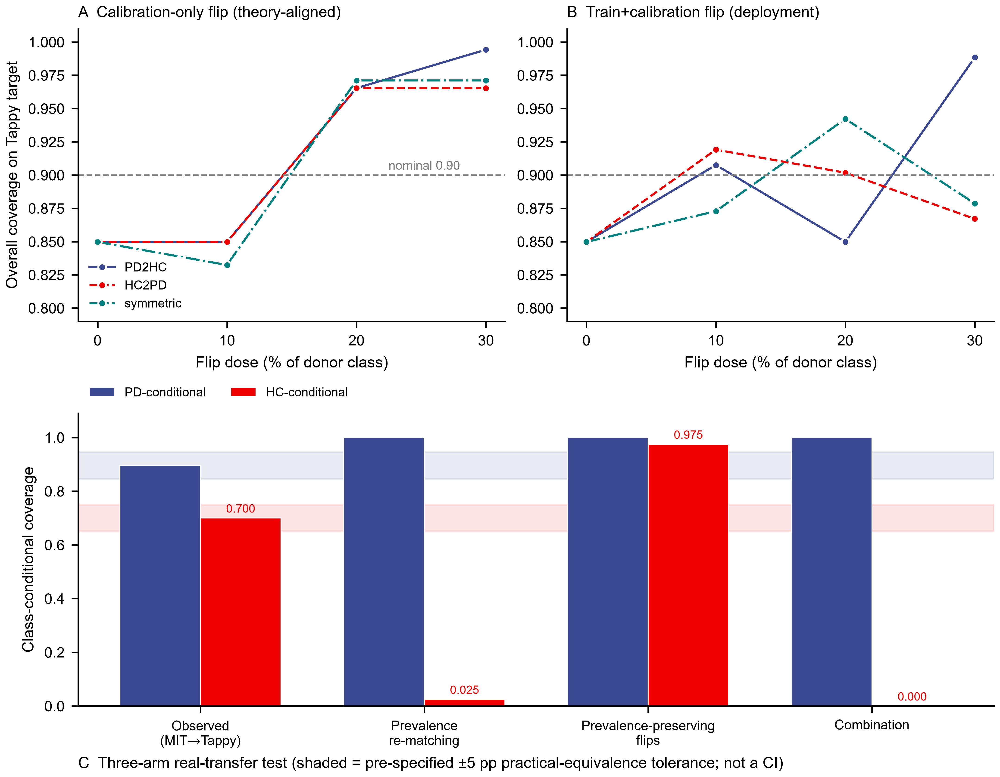 A Calibration-only flip (theory-aligned)
Overall coverage on Tappy target
1.000
0.975
0.950
0.925
0.900
0.875
0.850
0.825
0.800
nominal 0.90
PD2HC
HC2PD
symmetric
0 10 20 30
Flip dose (% of donor class)
B Train+calibration flip (deployment)
1.000
0.975
0.950
0.925
0.900
0.875
0.850
0.825
0.800
0 10 20 30
Flip dose (% of donor class)
PD-conditional HC-conditional
Class-conditional coverage
1.0
0.8
0.6
0.4
0.2
0.0
0.700
0.025
0.975
0.000
Observed
(MIT→Tappy)
Prevalence
re-matching
Prevalence-preserving
flips
Combination
C Three-arm real-transfer test (shaded = pre-specified ±5 pp practical-equivalence tolerance; not a CI)